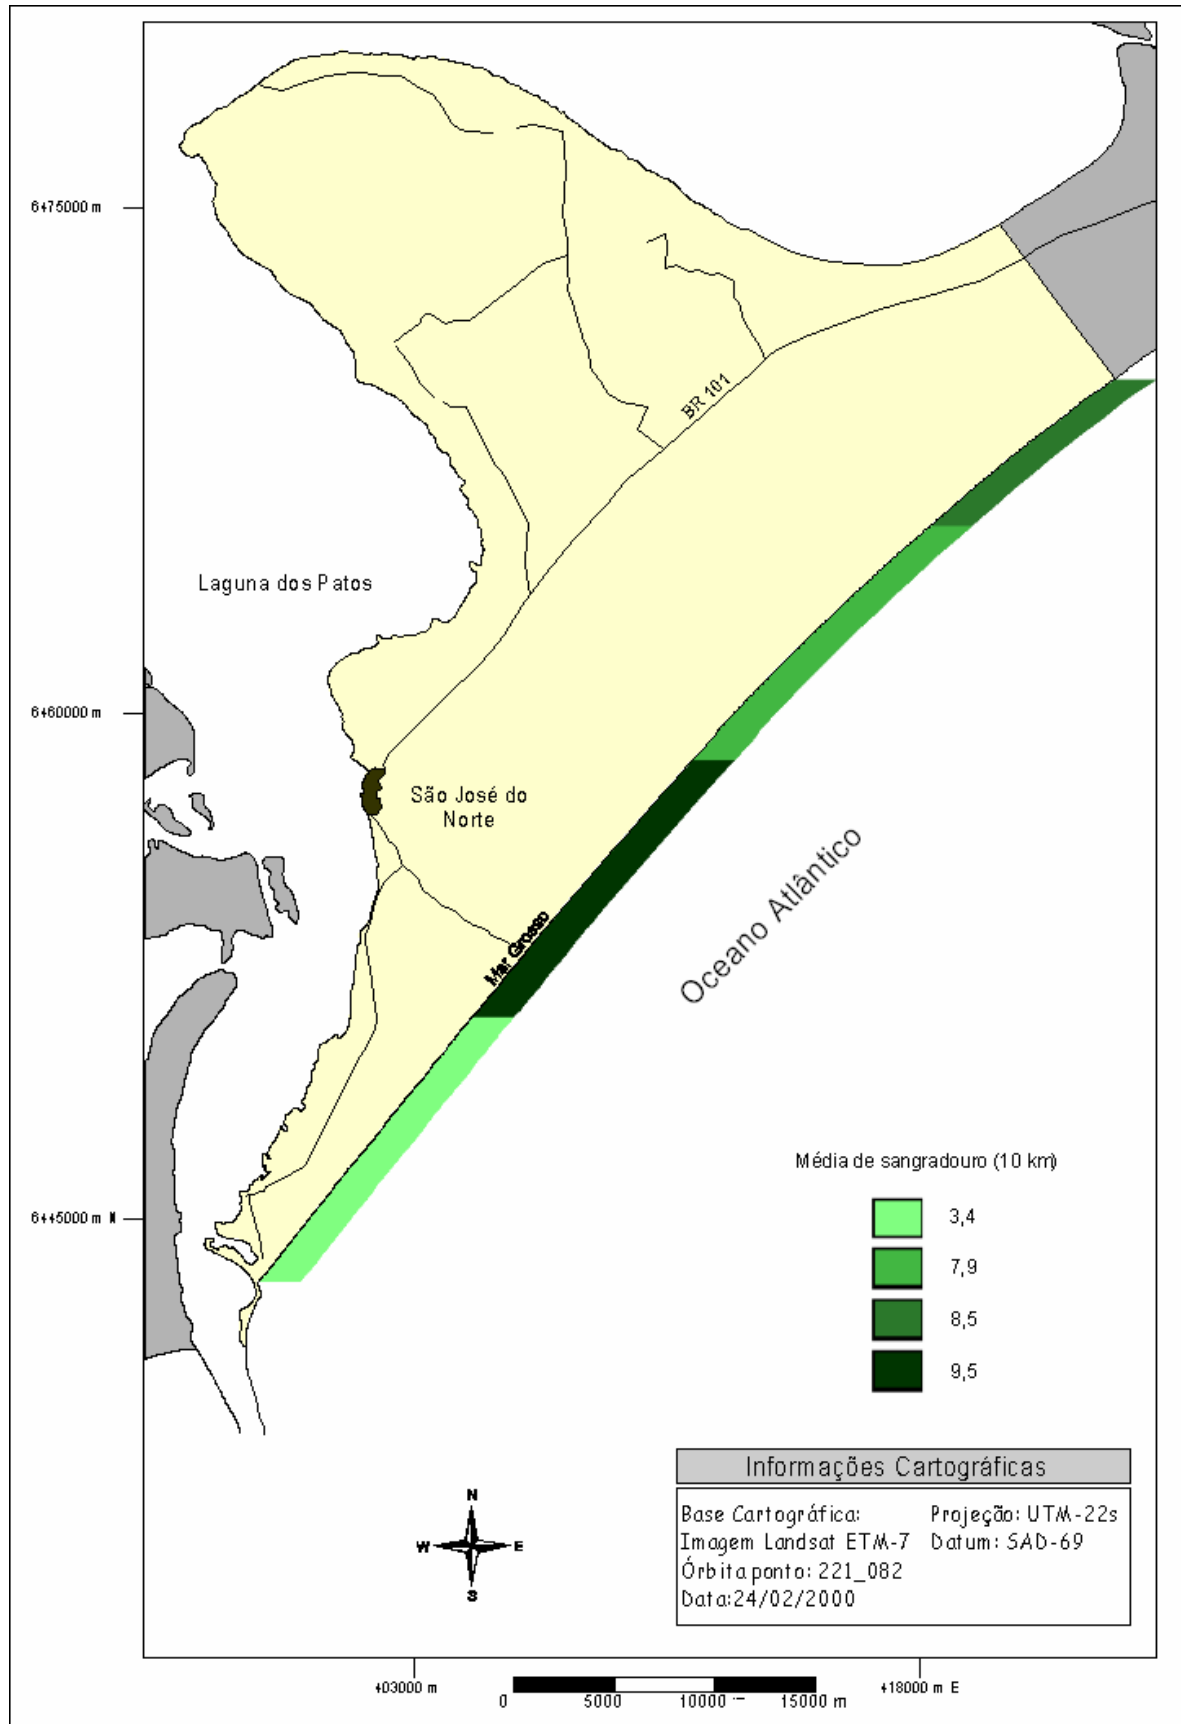 6475000 m
BR 101
Laguna dos Patos
6460000 m
São José do
Norte
Mar Grosso
Oceano Atlântico
Média de sangradouro (10 km)
3,4
7,9
8,5
9,5
6445000 m N
Informações Cartográficas
Base Cartográfica:
Imagem Landsat ETM-7
Órbita ponto: 221_082
Data:24/02/2000
Projeção: UTM-22s
Datum: SAD-69
N
W E
S
403000 m
418000 m E
0 5000 10000 15000 m